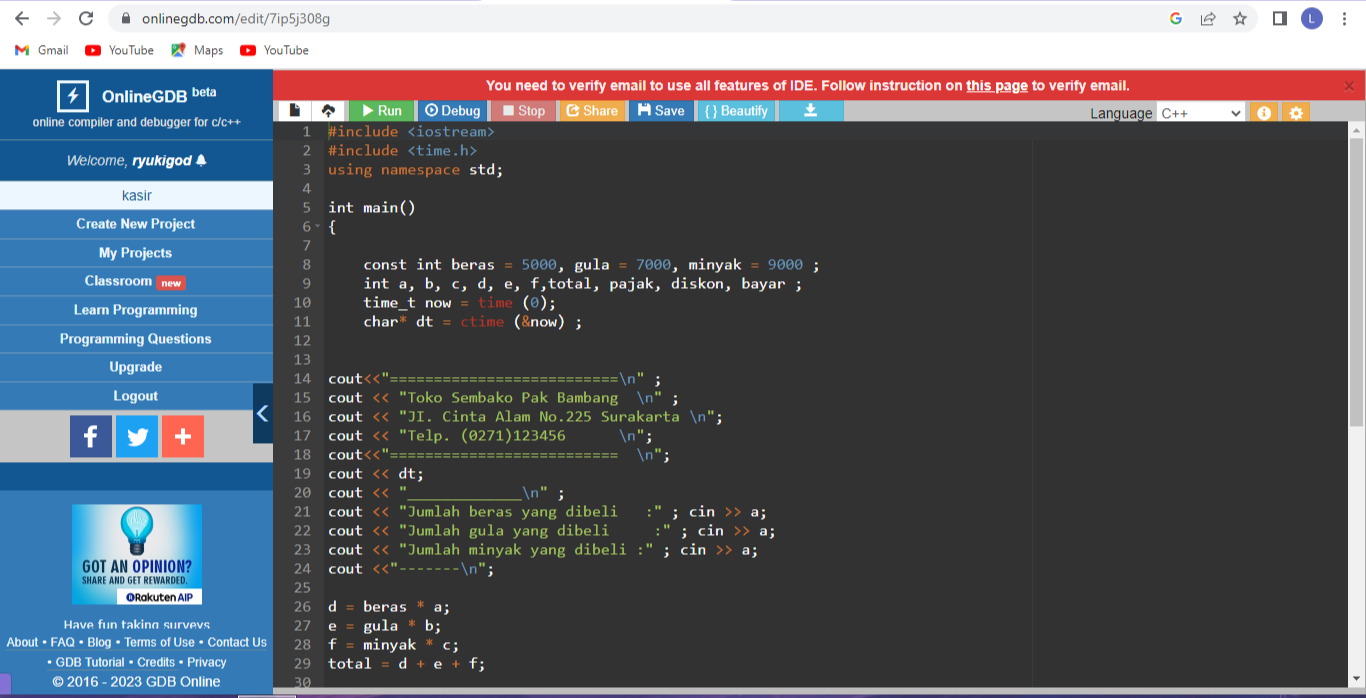 onlinegdb.com/edit/7ip5j308g
G
L
Gmail YouTube Maps YouTube
OnlineGDB beta
online compiler and debugger for c/c++
Welcome, ryukigod
kasir
Create New Project
My Projects
Classroom new
Learn Programming
Programming Questions
Upgrade
Logout
f
GOT AN OPINION?
SHARE AND GET REWARDED.
Rakuten AIP
Have fun taking surveys
About • FAQ • Blog • Terms of Use • Contact Us
• GDB Tutorial • Credits • Privacy
© 2016 - 2023 GDB Online
You need to verify email to use all features of IDE. Follow instruction on this page to verify email.
Run Debug Stop Share Save {} Beautify
Language C++
1 #include <iostream>
2 #include <time.h>
3 using namespace std;
4
5 int main()
6 {
7
8     const int beras = 5000, gula = 7000, minyak = 9000 ;
9     int a, b, c, d, e, f,total, pajak, diskon, bayar ;
10     time_t now = time (0);
11     char* dt = ctime (&now) ;
12
13
14 cout<<"==========================\n" ;
15 cout << "Toko Sembako Pak Bambang  \n" ;
16 cout << "JI. Cinta Alam No.225 Surakarta \n";
17 cout << "Telp. (0271)123456      \n";
18 cout<<"==========================  \n";
19 cout << dt;
20 cout << "_____________\n" ;
21 cout << "Jumlah beras yang dibeli   :" ; cin >> a;
22 cout << "Jumlah gula yang dibeli     :" ; cin >> a;
23 cout << "Jumlah minyak yang dibeli :" ; cin >> a;
24 cout <<"-------\n";
25
26 d = beras * a;
27 e = gula * b;
28 f = minyak * c;
29 total = d + e + f;
30